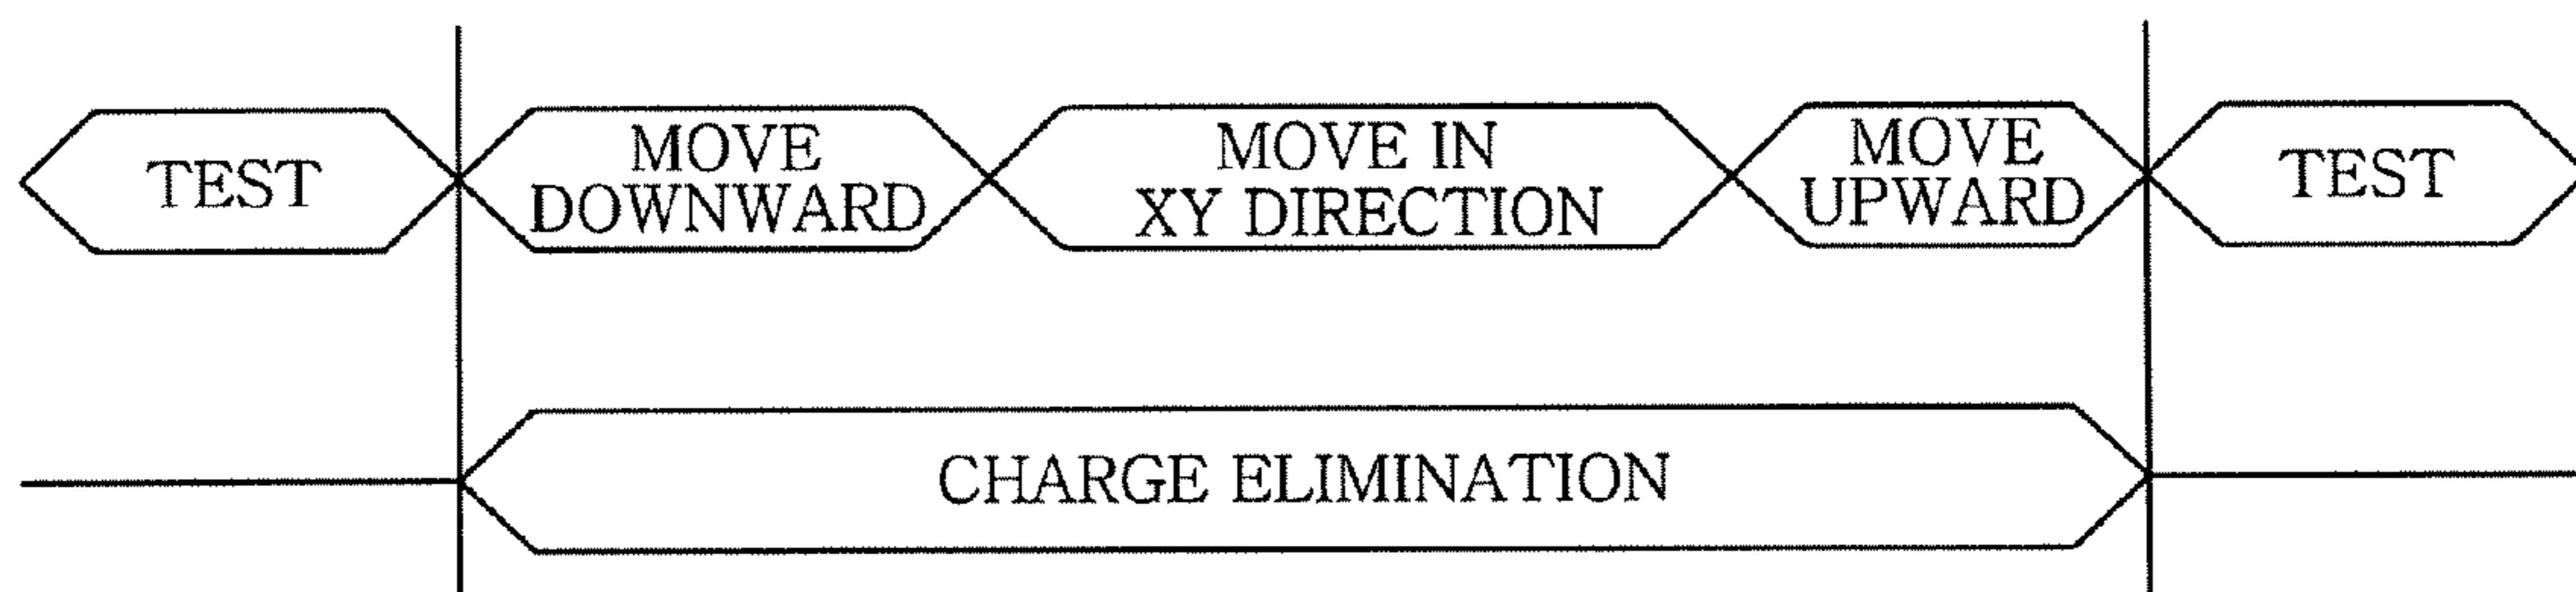 TEST
MOVE
DOWNWARD
MOVE IN
XY DIRECTION
MOVE
UPWARD
TEST
CHARGE ELIMINATION